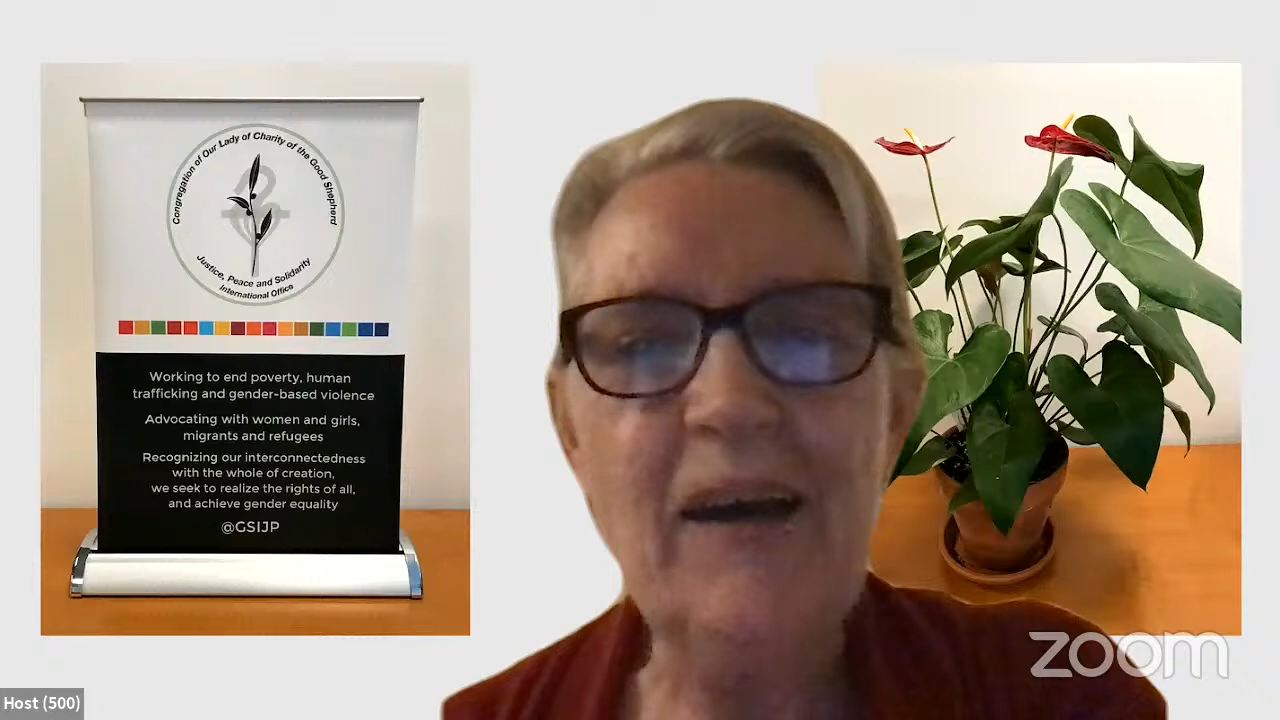 Congregation of Our Lady of Charity of the Good Shepherd
Justice, Peace and Solidarity
International Office
Working to end poverty, human
trafficking and gender-based violence
Advocating with women and girls,
migrants and refugees
Recognizing our interconnectedness
with the whole of creation,
we seek to realize the rights of all,
and achieve gender equality
@GSIJP
zoom
Host (500)